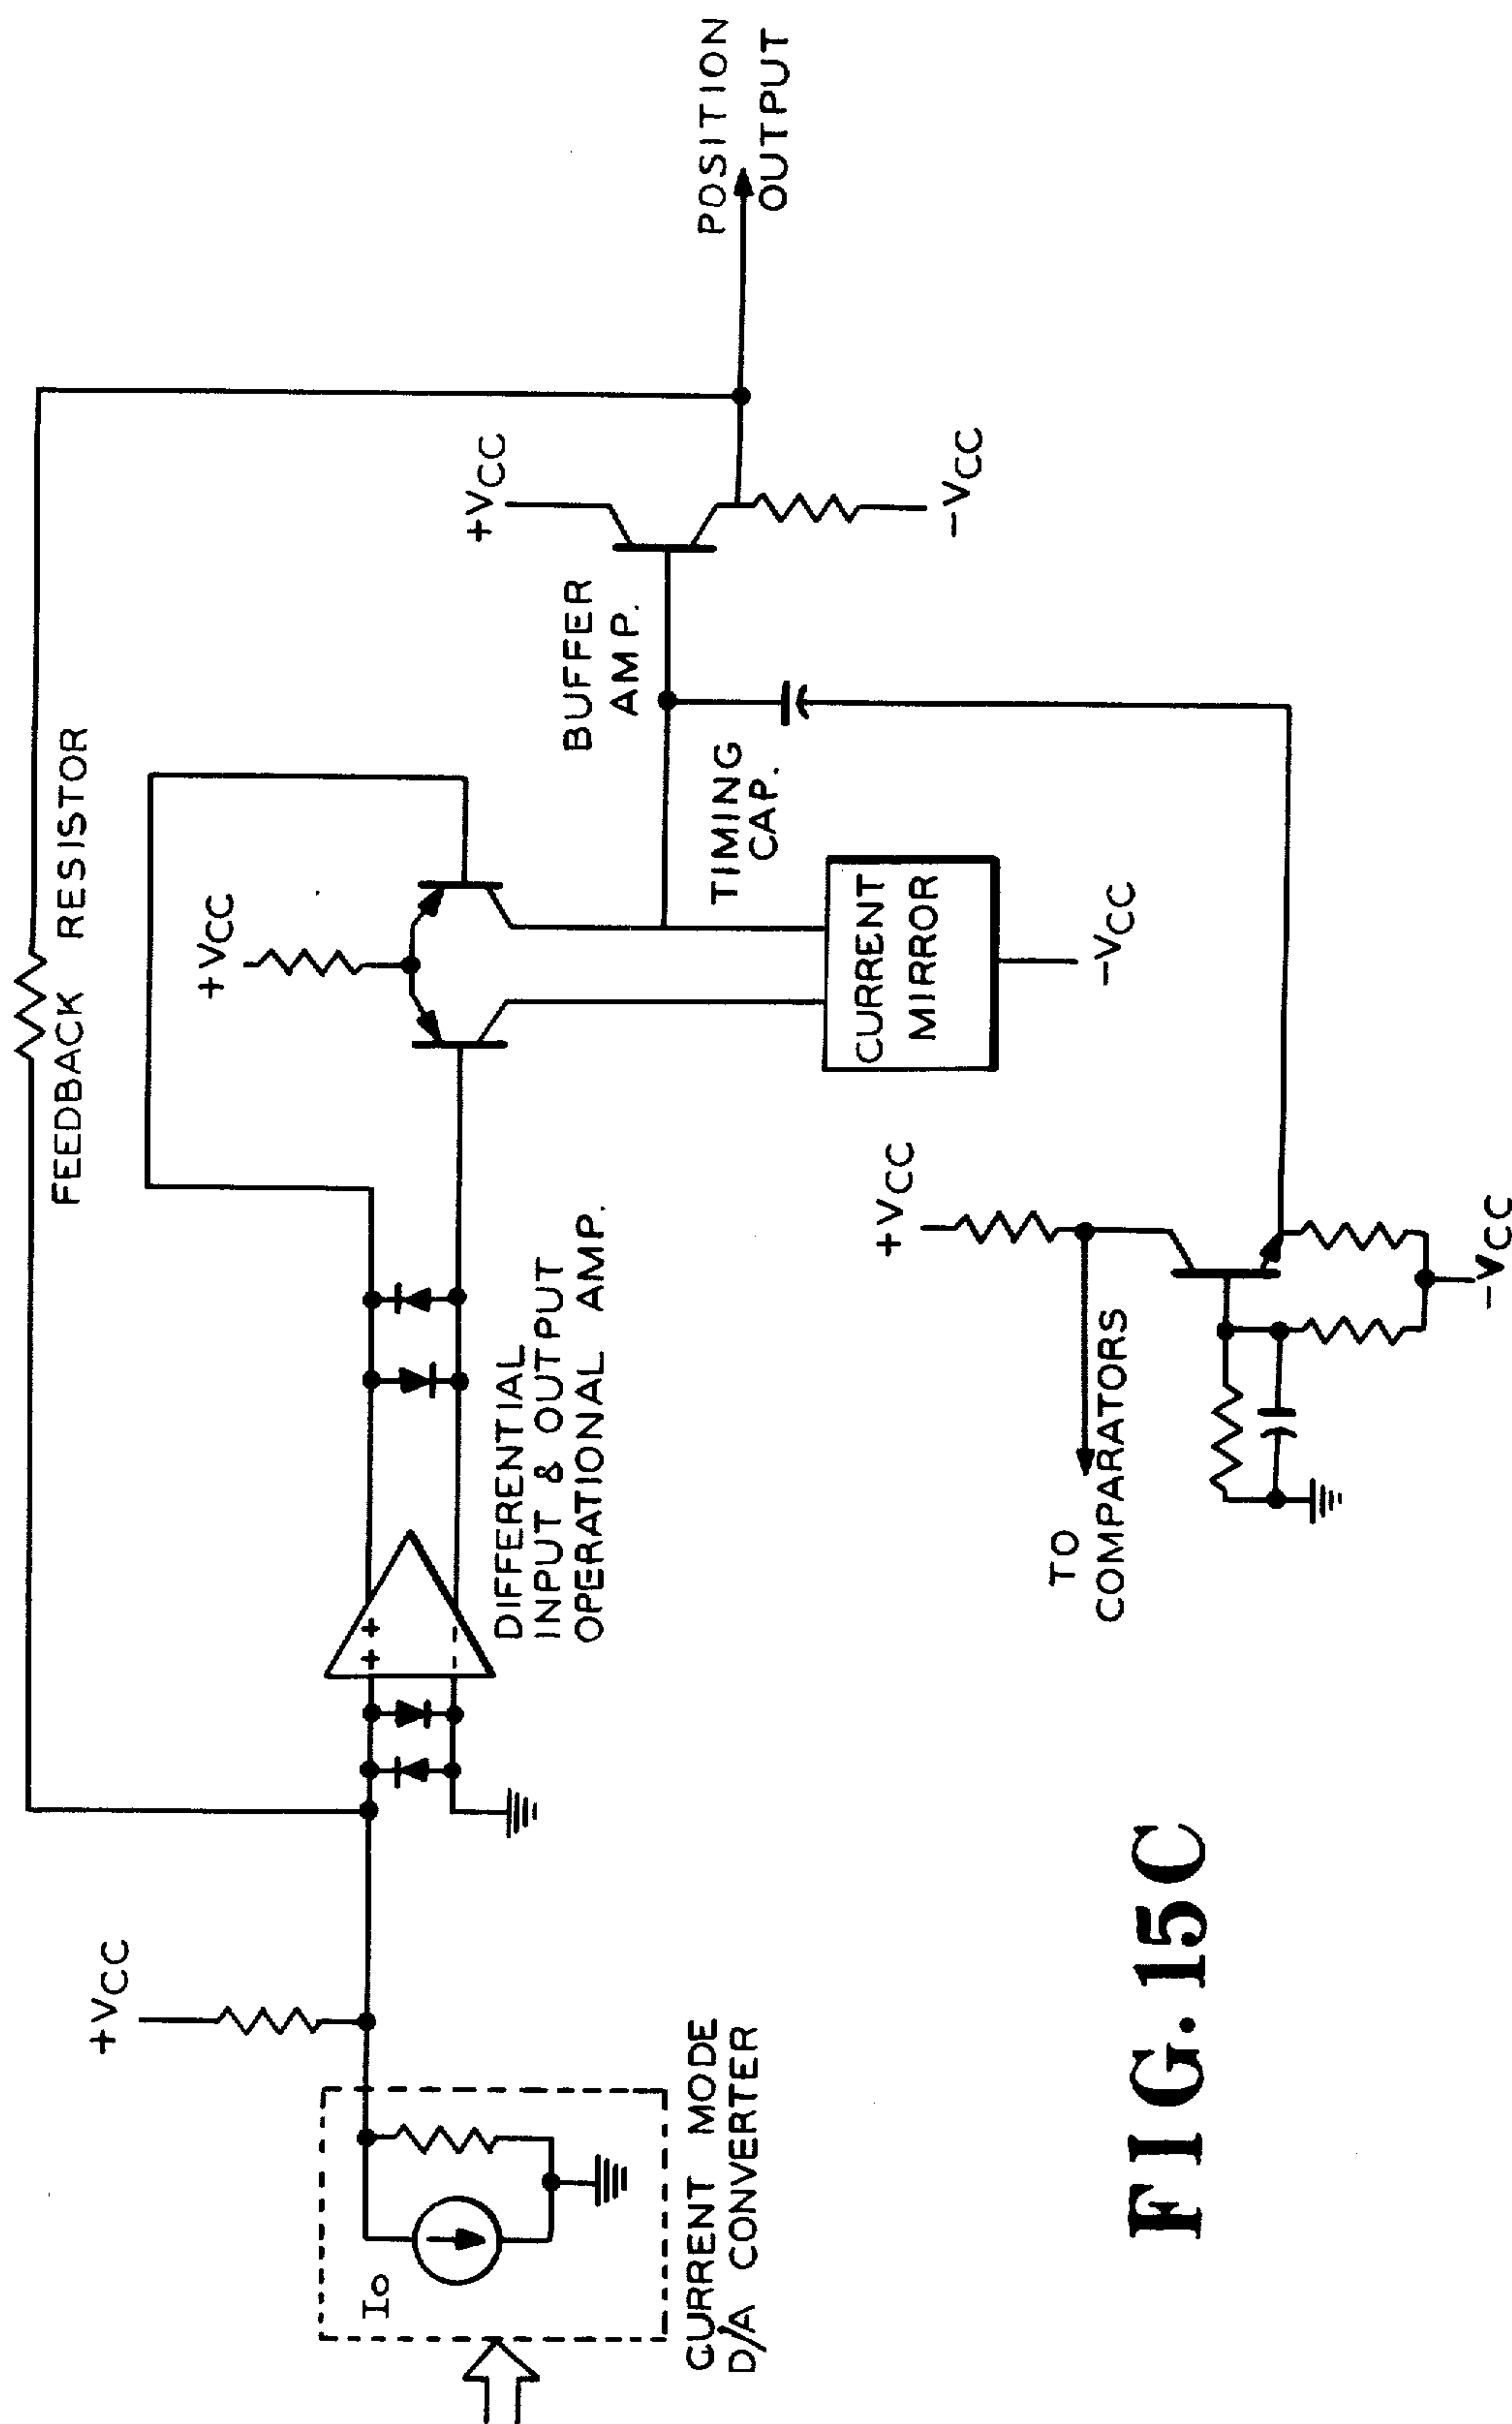 FEEDBACK RESISTOR
+VCC
+VCC
+VCC
POSITION
OUTPUT
BUFFER
AMP.
Io
CURRENT MODE
D/A CONVERTER
+ +
- -
DIFFERENTIAL
INPUT & OUTPUT
OPERATIONAL AMP.
TIMING
CAP.
-VCC
CURRENT
MIRROR
-VCC
+VCC
TO
COMPARATORS
-VCC
FIG. 15C